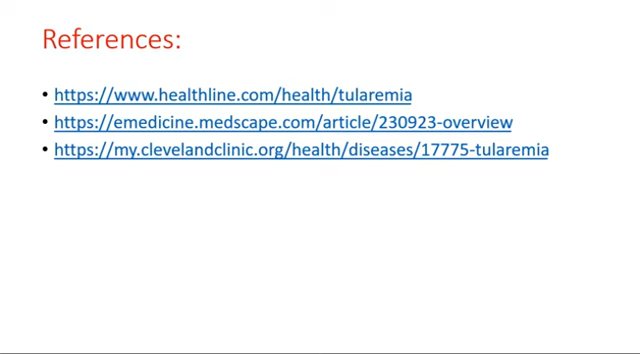 References:
• https://www.healthline.com/health/tularemia
• https://emedicine.medscape.com/article/230923-overview
• https://my.clevelandclinic.org/health/diseases/17775-tularemia